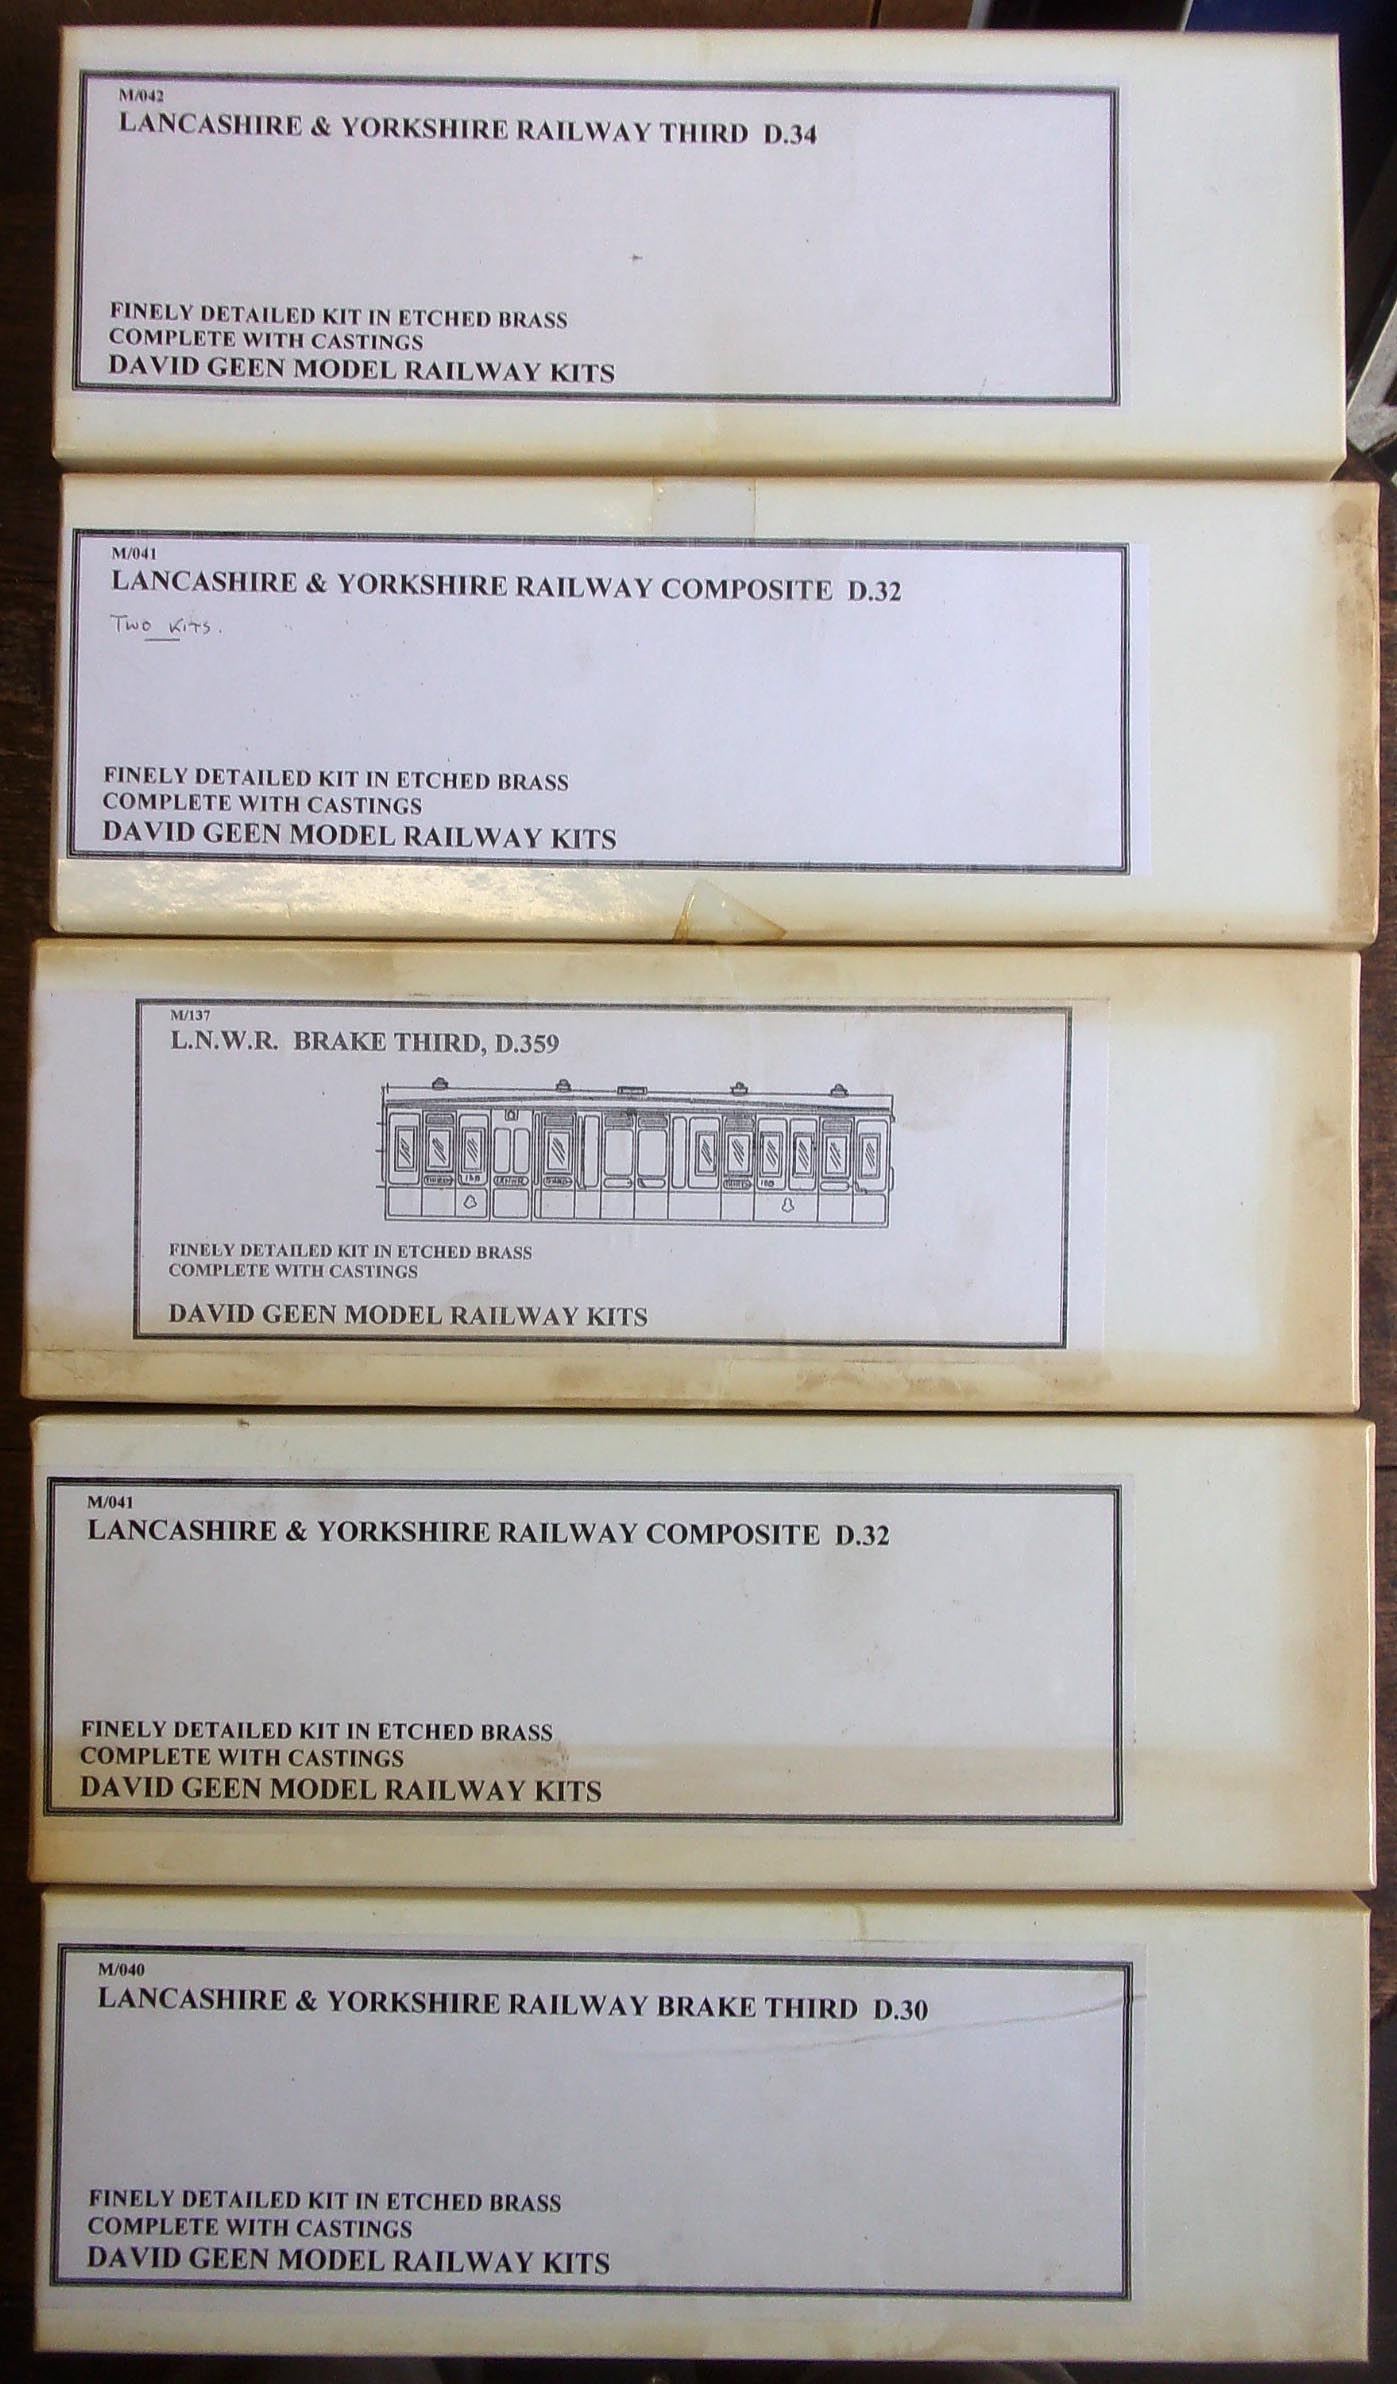 M/042
LANCASHIRE & YORKSHIRE RAILWAY THIRD D.34
FINELY DETAILED KIT IN ETCHED BRASS
COMPLETE WITH CASTINGS
DAVID GEEN MODEL RAILWAY KITS
M/041
LANCASHIRE & YORKSHIRE RAILWAY COMPOSITE D.32
TWO KITS.
FINELY DETAILED KIT IN ETCHED BRASS
COMPLETE WITH CASTINGS
DAVID GEEN MODEL RAILWAY KITS
M/137
L.N.W.R. BRAKE THIRD, D.359
FINELY DETAILED KIT IN ETCHED BRASS
COMPLETE WITH CASTINGS
DAVID GEEN MODEL RAILWAY KITS
M/041
LANCASHIRE & YORKSHIRE RAILWAY COMPOSITE D.32
FINELY DETAILED KIT IN ETCHED BRASS
COMPLETE WITH CASTINGS
DAVID GEEN MODEL RAILWAY KITS
M/040
LANCASHIRE & YORKSHIRE RAILWAY BRAKE THIRD D.30
FINELY DETAILED KIT IN ETCHED BRASS
COMPLETE WITH CASTINGS
DAVID GEEN MODEL RAILWAY KITS